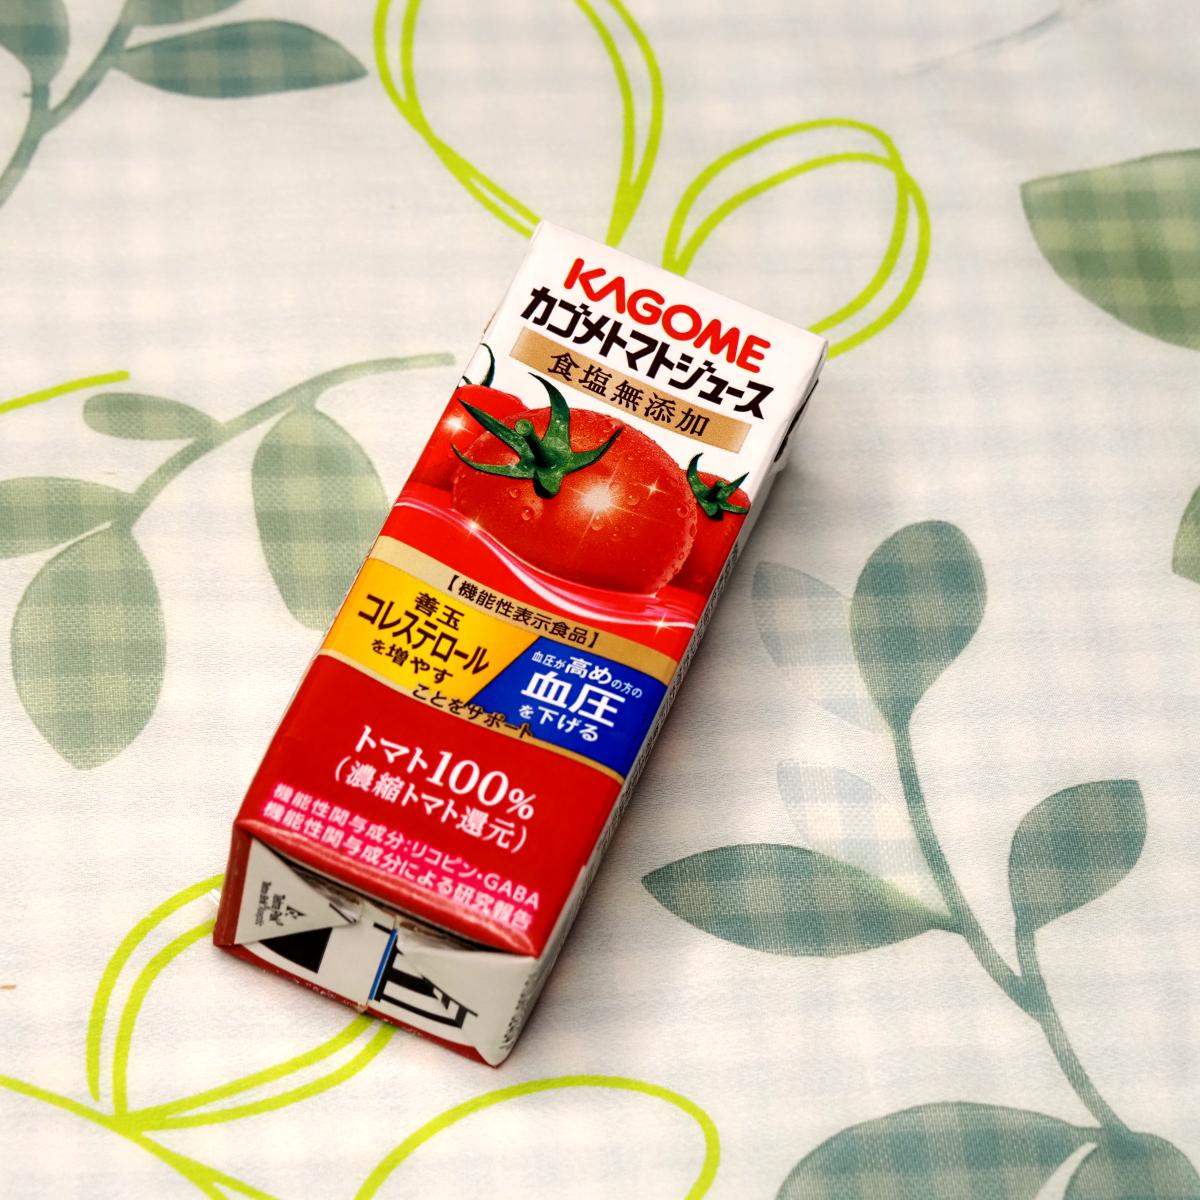 KAGOME
カゴメトマトジュース
食塩無添加
【機能性表示食品】
善玉
コレステロール
を増やす
ことをサポート
血圧が高めの方の
血圧
を下げる
トマト100%
(濃縮トマト還元)
機能性関与成分:リコピン・GABA
機能性関与成分による研究報告